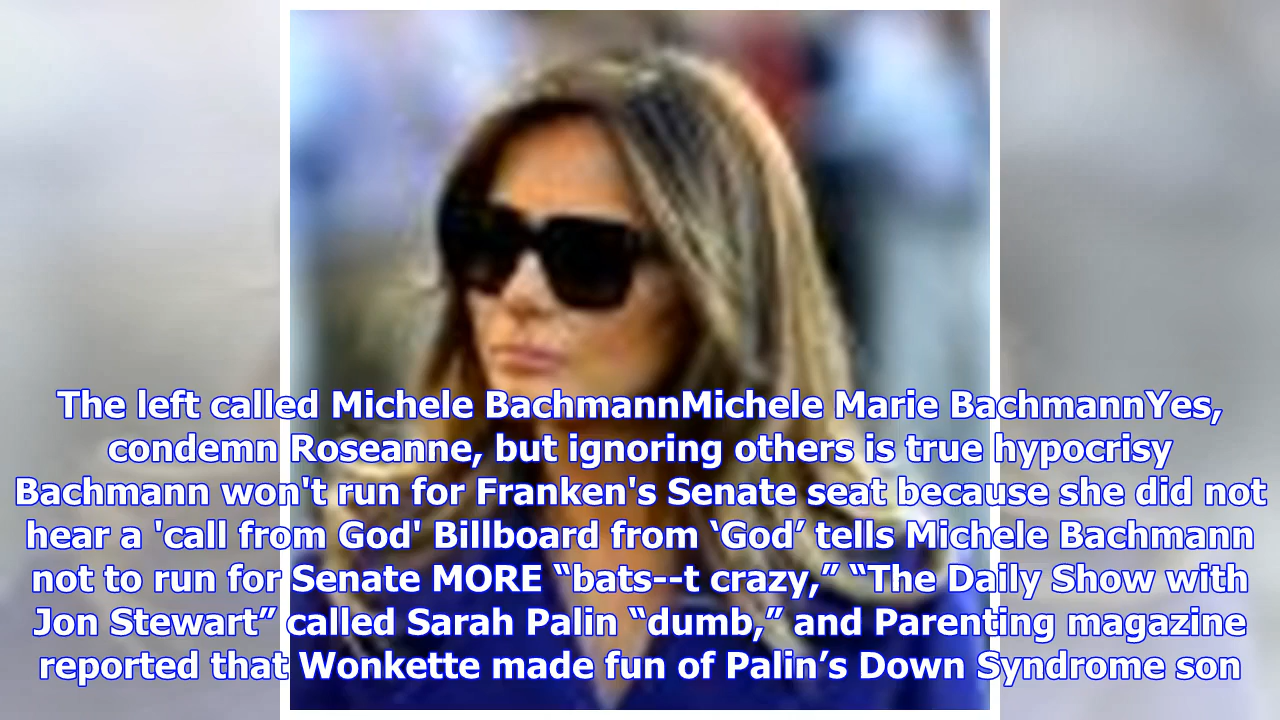 The left called Michele BachmannMichele Marie BachmannYes,
condemn Roseanne, but ignoring others is true hypocrisy
Bachmann won't run for Franken's Senate seat because she did not
hear a 'call from God' Billboard from ‘God’ tells Michele Bachmann
not to run for Senate MORE “bats--t crazy,” “The Daily Show with
Jon Stewart” called Sarah Palin “dumb,” and Parenting magazine
reported that Wonkette made fun of Palin’s Down Syndrome son